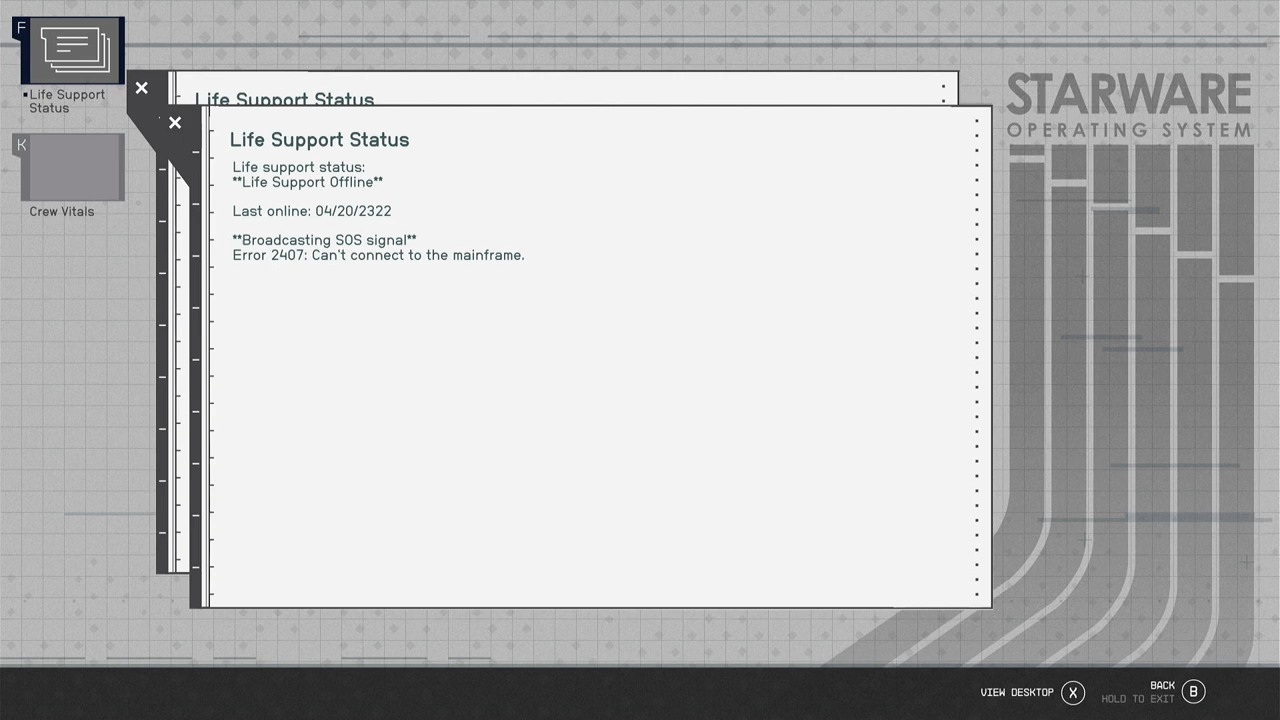 F
Life Support
Status
K
Crew Vitals
Life Support Status
Life Support Status
Life support status:
**Life Support Offline**
Last online: 04/20/2322
**Broadcasting SOS signal**
Error 2407: Can't connect to the mainframe.
STARWARE
OPERATING SYSTEM
VIEW DESKTOP X
BACK
HOLD TO EXIT B